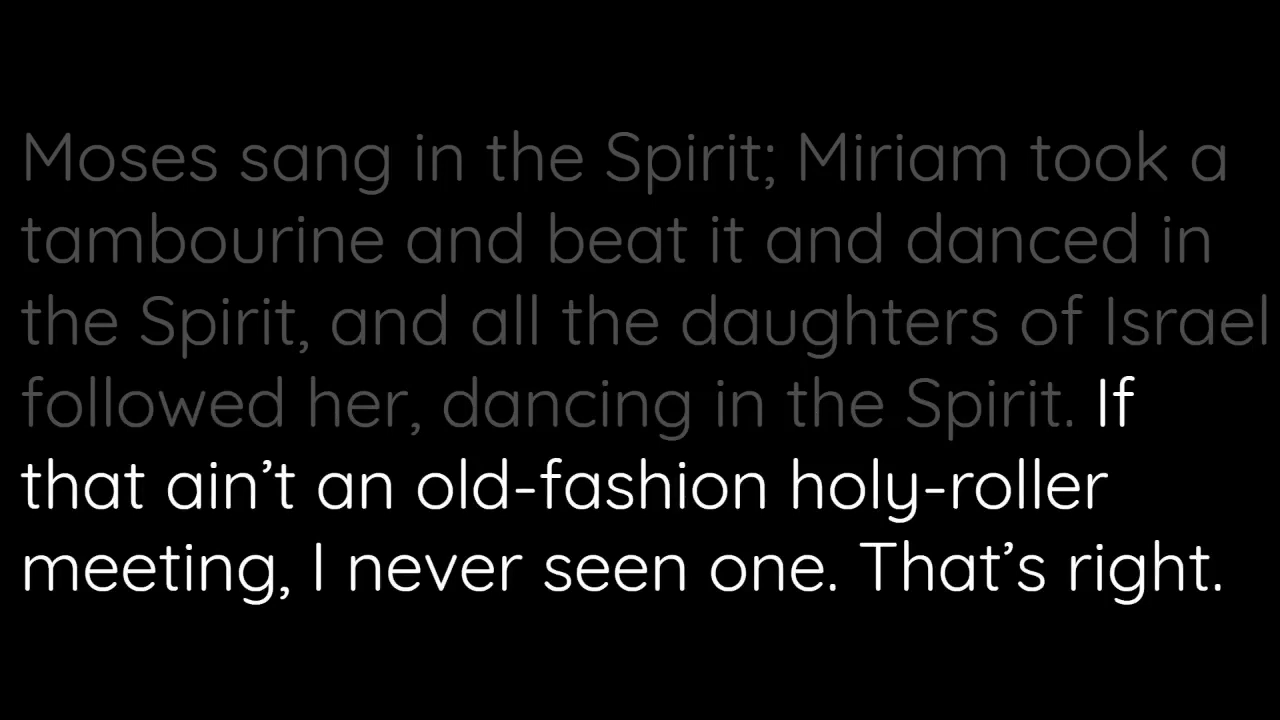 Moses sang in the Spirit; Miriam took a
tambourine and beat it and danced in
the Spirit, and all the daughters of Israel
followed her, dancing in the Spirit. If
that ain’t an old-fashion holy-roller
meeting, I never seen one. That’s right.